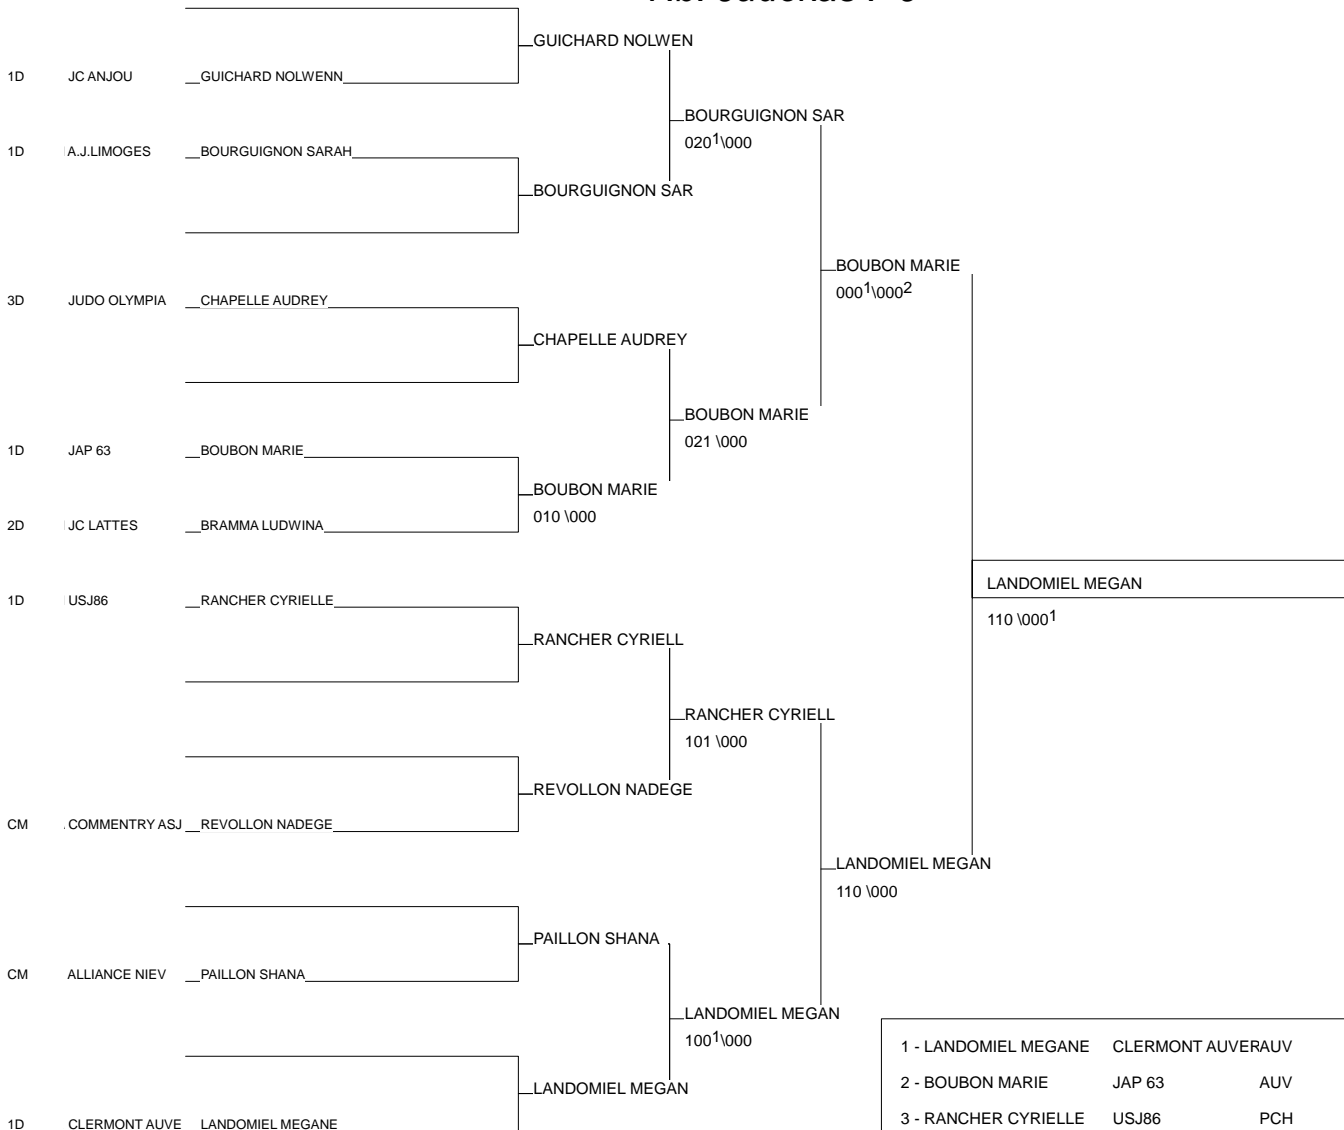 GUICHARD NOLWEN
1D JC ANJOU GUICHARD NOLWENN
BOURGUIGNON SAR
020¹\000
1D A.J.LIMOGES BOURGUIGNON SARAH
BOURGUIGNON SAR
BOUBON MARIE
000¹\000²
3D JUDO OLYMPIA CHAPELLE AUDREY
CHAPELLE AUDREY
BOUBON MARIE
021 \000
1D JAP 63 BOUBON MARIE
BOUBON MARIE
010 \000
2D JC LATTES BRAMMA LUDWINA
LANDOMIEL MEGAN
110 \000¹
1D USJ86 RANCHER CYRIELLE
RANCHER CYRIELL
RANCHER CYRIELL
101 \000
REVOLLON NADEGE
CM COMMENTRY ASJ REVOLLON NADEGE
LANDOMIEL MEGAN
110 \000
PAILLON SHANA
CM ALLIANCE NIEV PAILLON SHANA
LANDOMIEL MEGAN
100¹\000
LANDOMIEL MEGAN
1D CLERMONT AUVE LANDOMIEL MEGANE
1 - LANDOMIEL MEGANE CLERMONT AUVERAUV
2 - BOUBON MARIE JAP 63 AUV
3 - RANCHER CYRIELLE USJ86 PCH